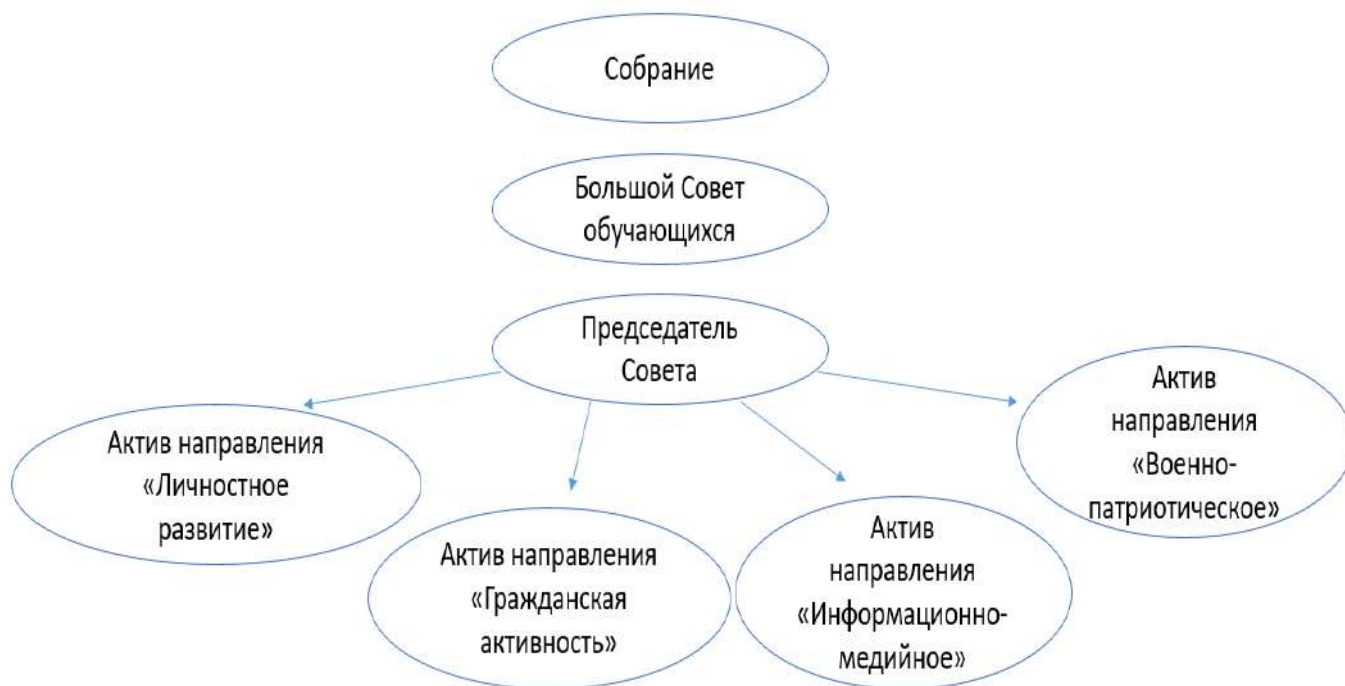 Собрание
Большой Совет
обучающихся
Председатель
Совета
Актив направления
«Личностное
развитие»
Актив направления
«Гражданская
активность»
Актив
направления
«Информационно-
медийное»
Актив
направления
«Военно-
патриотическое»